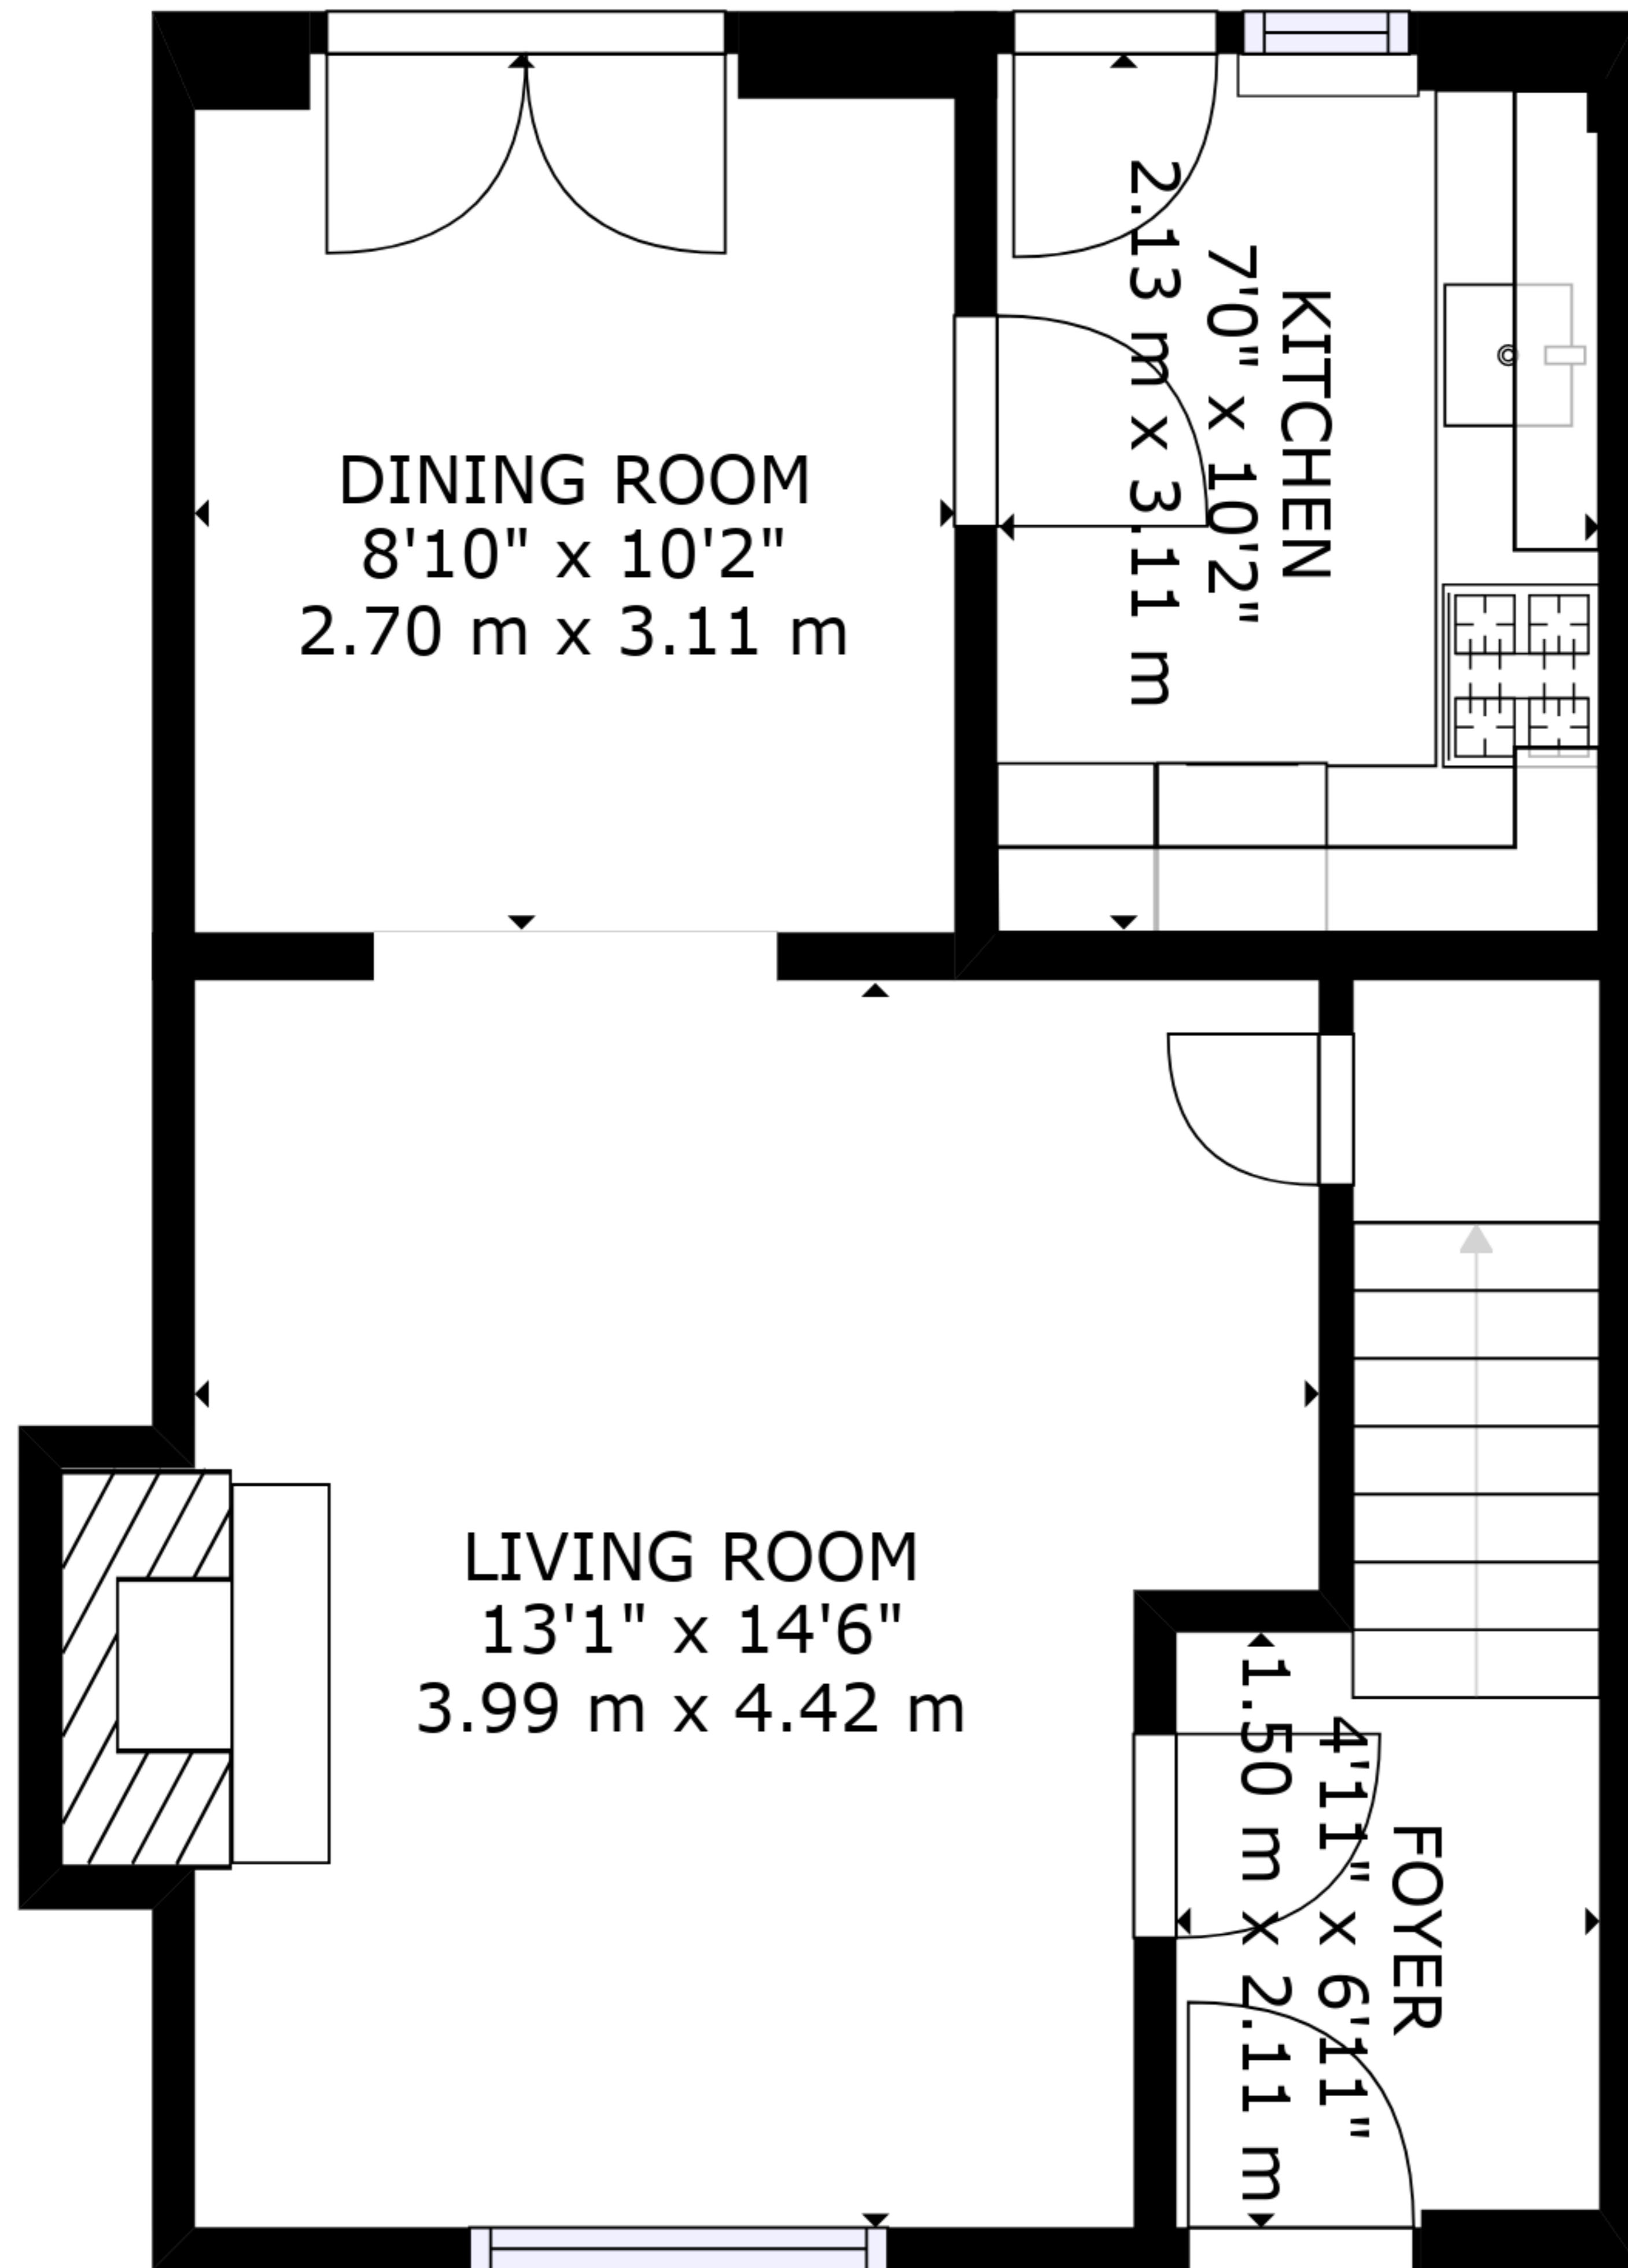 DINING ROOM
8'10" x 10'2"
2.70 m x 3.11 m
KITCHEN
7'0" x 10'2"
2.13 m x 3.11 m
LIVING ROOM
13'1" x 14'6"
3.99 m x 4.42 m
FOYER
4'11" x 6'11"
1.50 m x 2.11 m